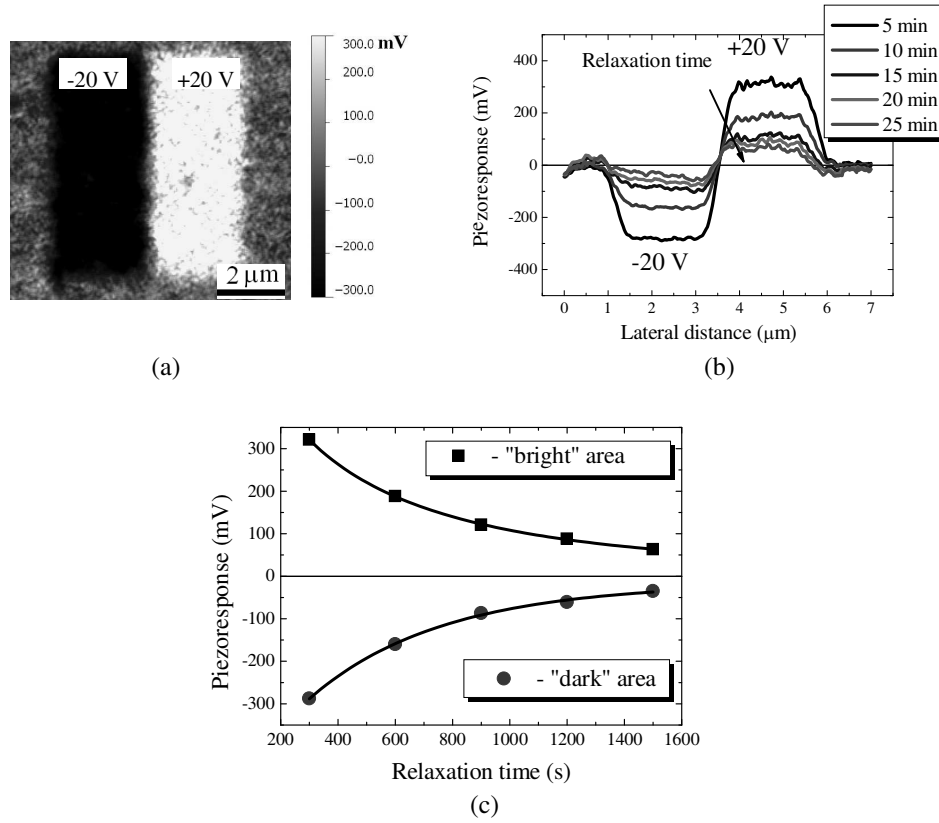 -20 V
+20 V
2 μm
mV
300.0
200.0
100.0
−0.0
−100.0
−200.0
−300.0
(a)
Piezoresponse (mV)
400
200
0
-200
-400
Relaxation time
+20 V
-20 V
5 min
10 min
15 min
20 min
25 min
0 1 2 3 4 5 6 7
Lateral distance (μm)
(b)
Piezoresponse (mV)
300
200
100
0
-100
-200
-300
- "bright" area
- "dark" area
200 400 600 800 1000 1200 1400 1600
Relaxation time (s)
(c)